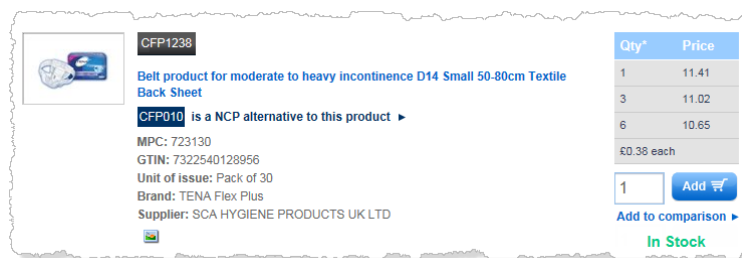 CFP1238
Belt product for moderate to heavy incontinence D14 Small 50-80cm Textile
Back Sheet
CFP010 is a NCP alternative to this product ►
MPC: 723130
GTIN: 7322540128956
Unit of issue: Pack of 30
Brand: TENA Flex Plus
Supplier: SCA HYGIENE PRODUCTS UK LTD
Qty* Price
1 11.41
3 11.02
6 10.65
£0.38 each
1 Add
Add to comparison ►
In Stock